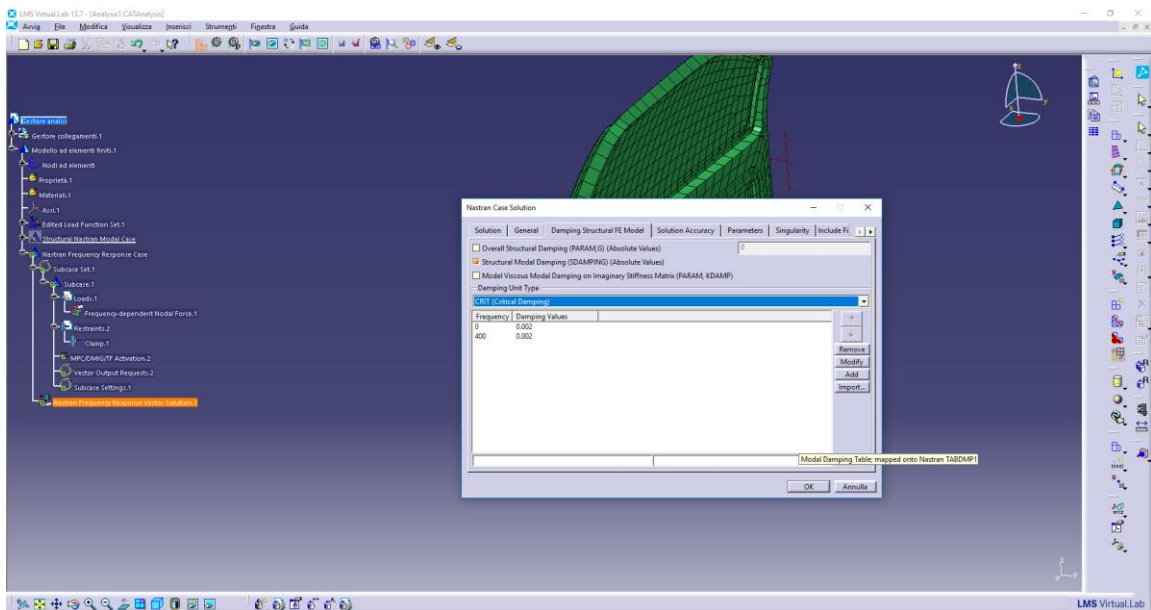 LMS Virtual.Lab 13.7 - [Analysis1.CATAnalysis]
Avvia File Modifica Visualizza Inserisci Strumenti Finestra Guida
Gestore analisi
Gestore collegamenti.1
Modello ad elementi finiti.1
Nodi ed elementi
Proprietà.1
Materiali.1
Assi.1
Edited Load Function Set.1
Structural Nastran Modal Case
Nastran Frequency Response Case
Subcase Set.1
Subcase.1
Loads.1
Frequency-dependent Nodal Force.1
Restraints.2
Clamp.1
MPC/DMIG/TF Activation.2
Vector Output Requests.2
Subcase Settings.1
Nastran Frequency Response Vector Solution.3
Nastran Case Solution
Solution General Damping Structural FE Model Solution Accuracy Parameters Singularity Include Fi
Overall Structural Damping (PARAM,G) (Absolute Values) 0
Structural Modal Damping (SDAMPING) (Absolute Values)
Model Viscous Modal Damping on Imaginary Stiffness Matrix (PARAM, KDAMP)
Damping Unit Type
CRIT (Critical Damping)
Frequency Damping Values
0 0.002
400 0.002
Remove
Modify
Add
Import...
Modal Damping Table; mapped onto Nastran TABDMP1
OK Annulla
LMS Virtual.Lab